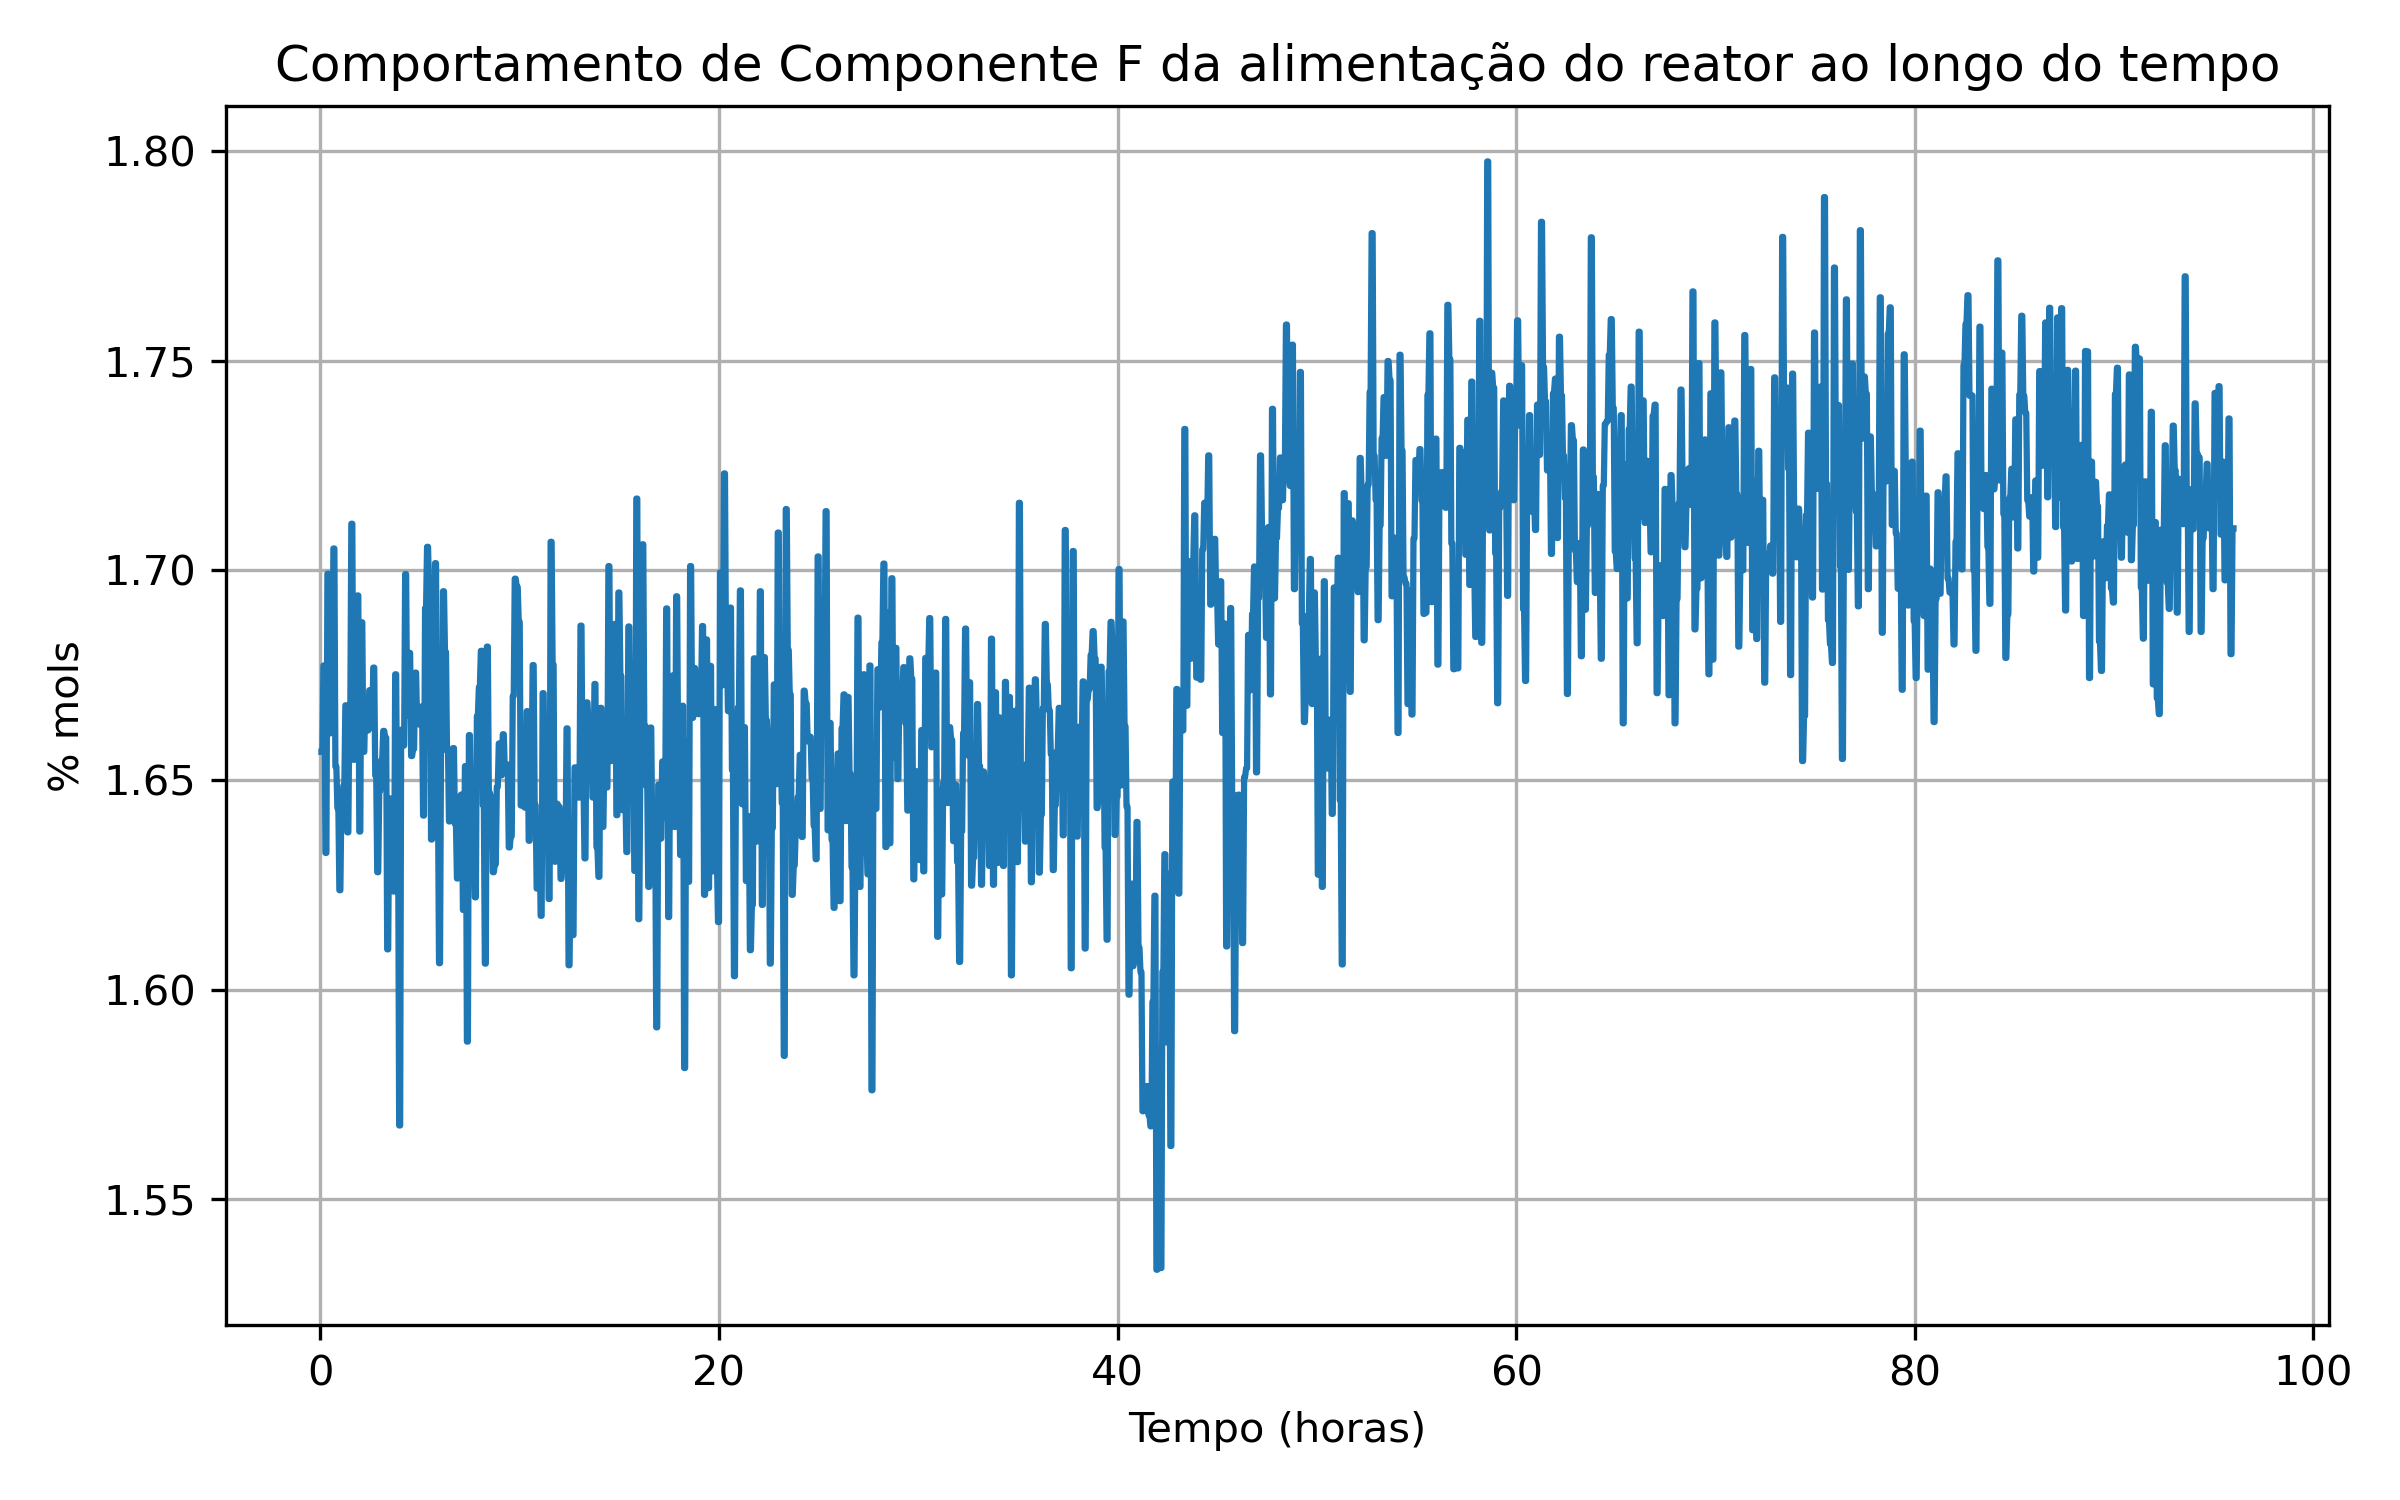 Comportamento de Componente F da alimentação do reator ao longo do tempo
1.80
1.75
1.70
1.65
1.60
1.55
% mols
0 20 40 60 80 100
Tempo (horas)